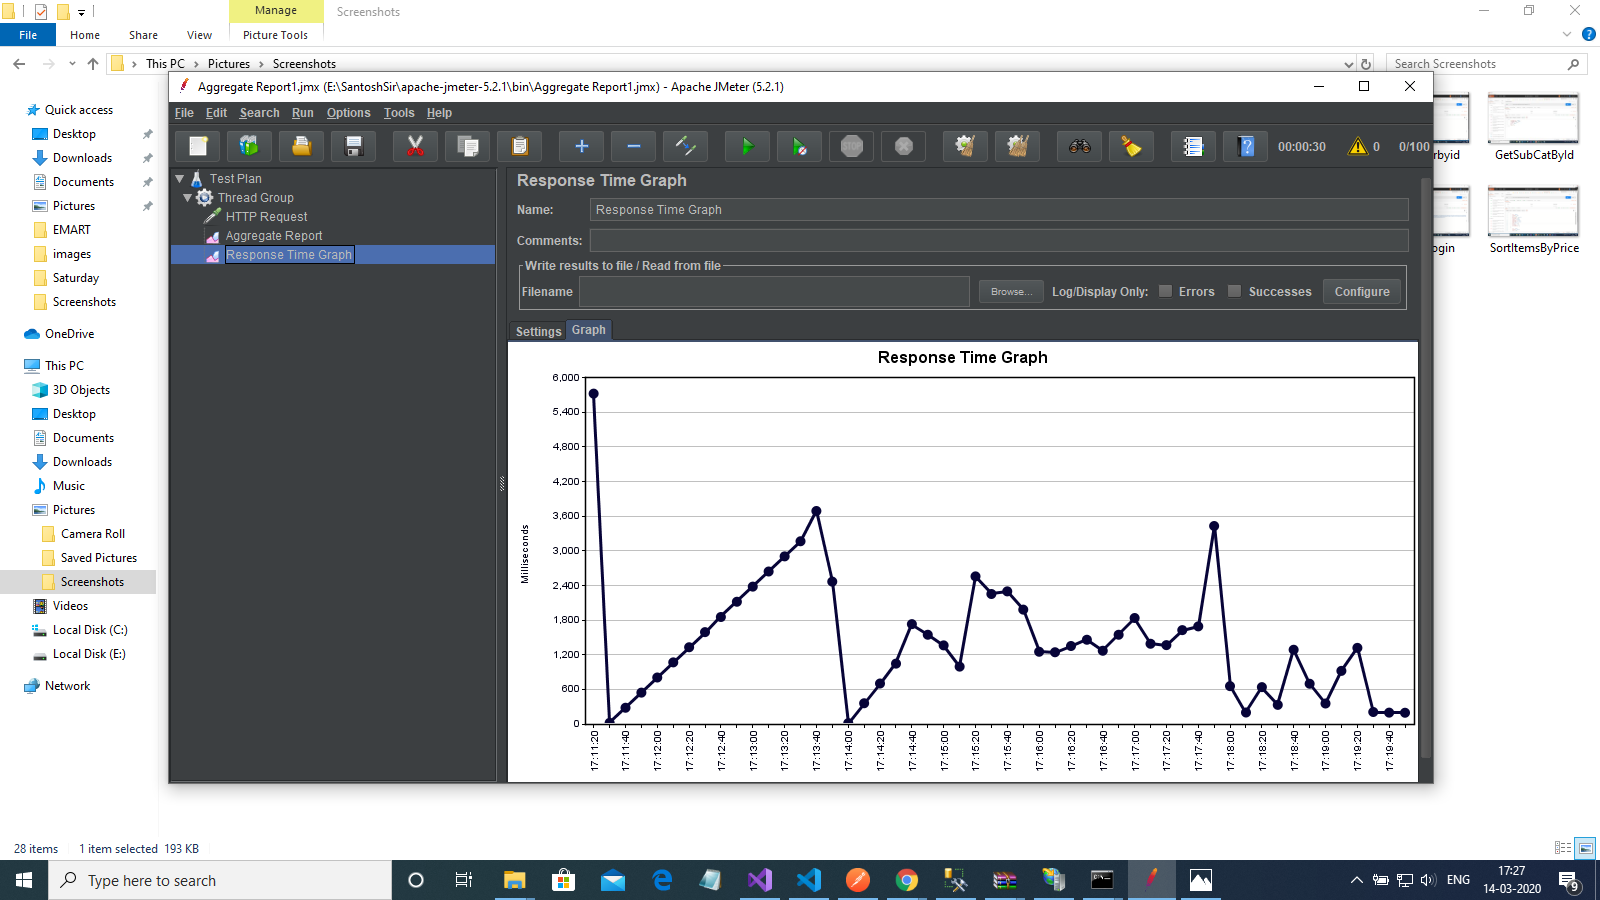 Manage
Screenshots
File
Home
Share
View
Picture Tools
This PC
Pictures
Screenshots
Search Screenshots
Quick access
Desktop
Downloads
Documents
Pictures
EMART
images
Saturday
Screenshots
OneDrive
This PC
3D Objects
Desktop
Documents
Downloads
Music
Pictures
Camera Roll
Saved Pictures
Screenshots
Videos
Local Disk (C:)
Local Disk (E:)
Network
28 items
1 item selected 193 KB
GetSubCatById
SortItemsByPrice
Aggregate Report1.jmx (E:\SantoshSir\apache-jmeter-5.2.1\bin\Aggregate Report1.jmx) - Apache JMeter (5.2.1)
File Edit Search Run Options Tools Help
STOP
00:00:30
0
0/100
Test Plan
Thread Group
HTTP Request
Aggregate Report
Response Time Graph
Response Time Graph
Name: Response Time Graph
Comments:
Write results to file / Read from file
Filename
Browse...
Log/Display Only:
Errors
Successes
Configure
Settings
Graph
Response Time Graph
Milliseconds
6,000
5,400
4,800
4,200
3,600
3,000
2,400
1,800
1,200
600
0
17:11:20
17:11:40
17:12:00
17:12:20
17:12:40
17:13:00
17:13:20
17:13:40
17:14:00
17:14:20
17:14:40
17:15:00
17:15:20
17:15:40
17:16:00
17:16:20
17:16:40
17:17:00
17:17:20
17:17:40
17:18:00
17:18:20
17:18:40
17:19:00
17:19:20
17:19:40
Type here to search
ENG
17:27
14-03-2020
9